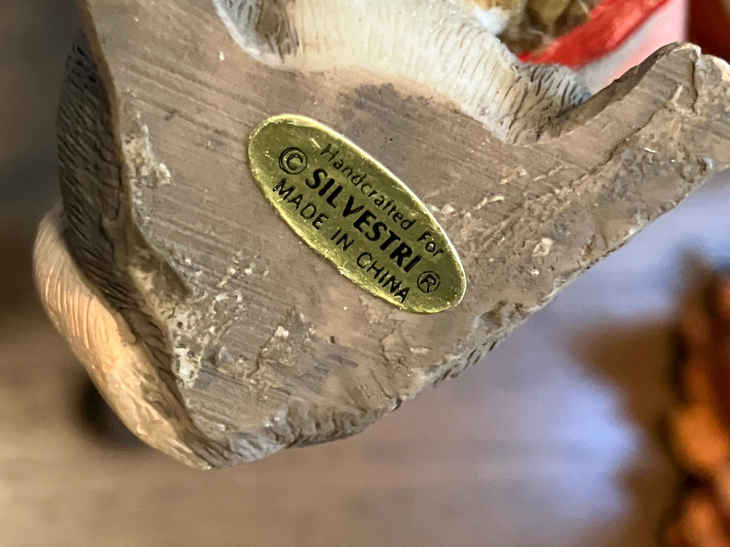 Handcrafted For
© SILVESTRI ®
MADE IN CHINA